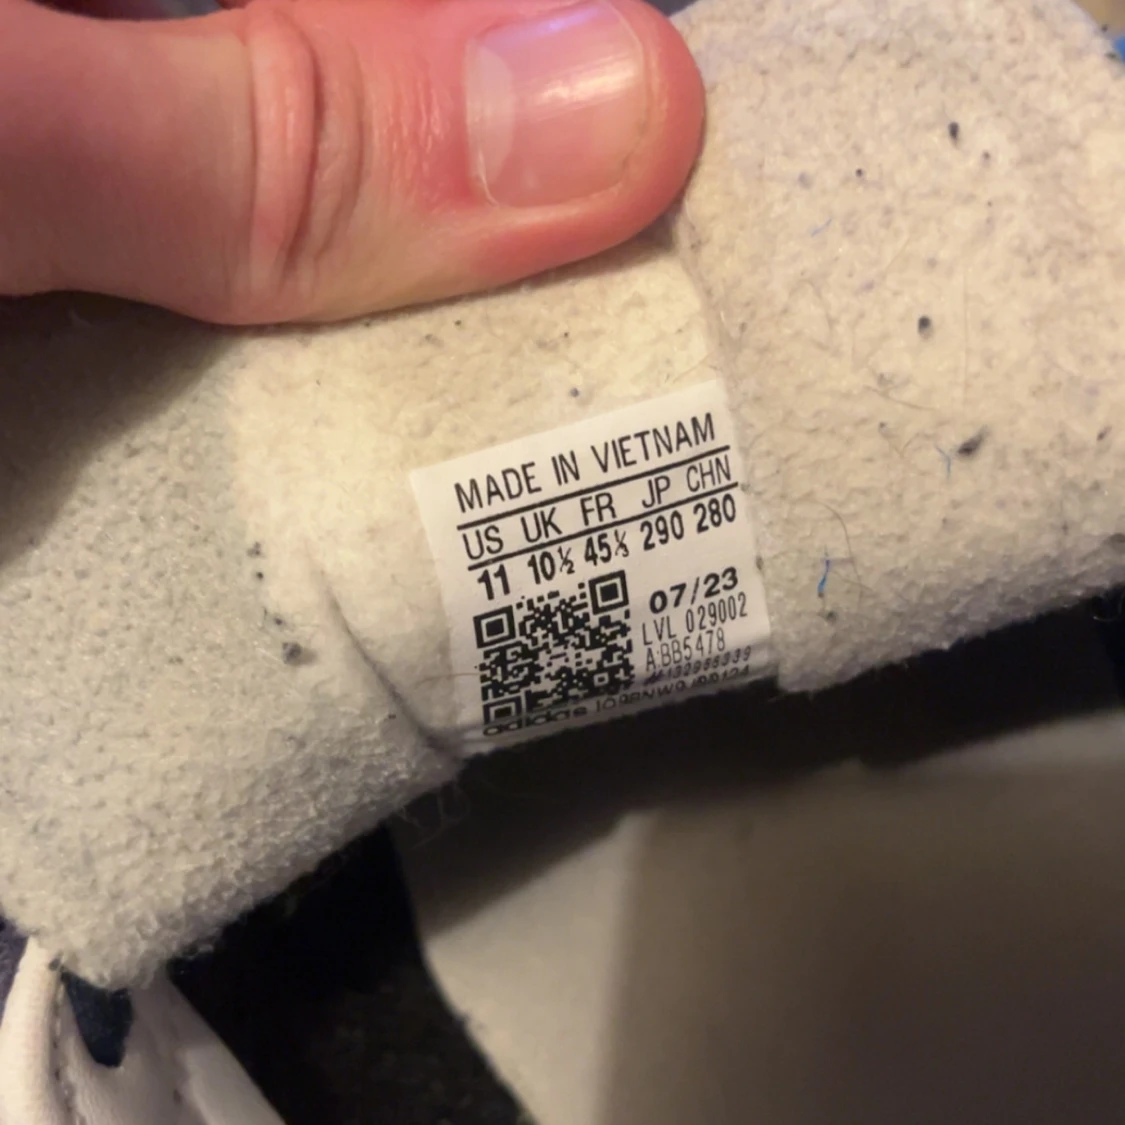 MADE IN VIETNAM
US UK FR JP CHN
11 10½ 45⅓ 290 280
07/23
LVL 029002
A:BB5478
adidas